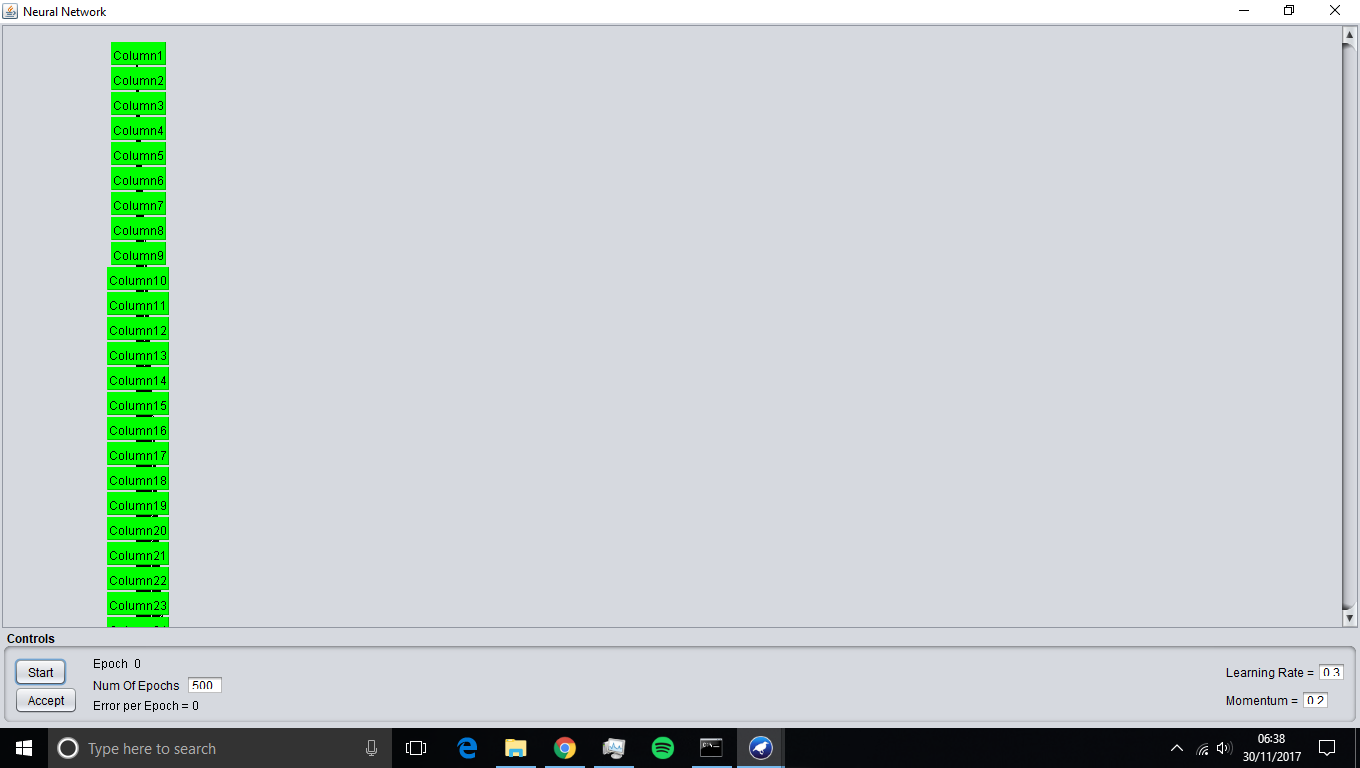 Neural Network
Column1
Column2
Column3
Column4
Column5
Column6
Column7
Column8
Column9
Column10
Column11
Column12
Column13
Column14
Column15
Column16
Column17
Column18
Column19
Column20
Column21
Column22
Column23
Controls
Start
Accept
Epoch 0
Num Of Epochs 500
Error per Epoch = 0
Learning Rate = 0.3
Momentum = 0.2
Type here to search
06:38
30/11/2017